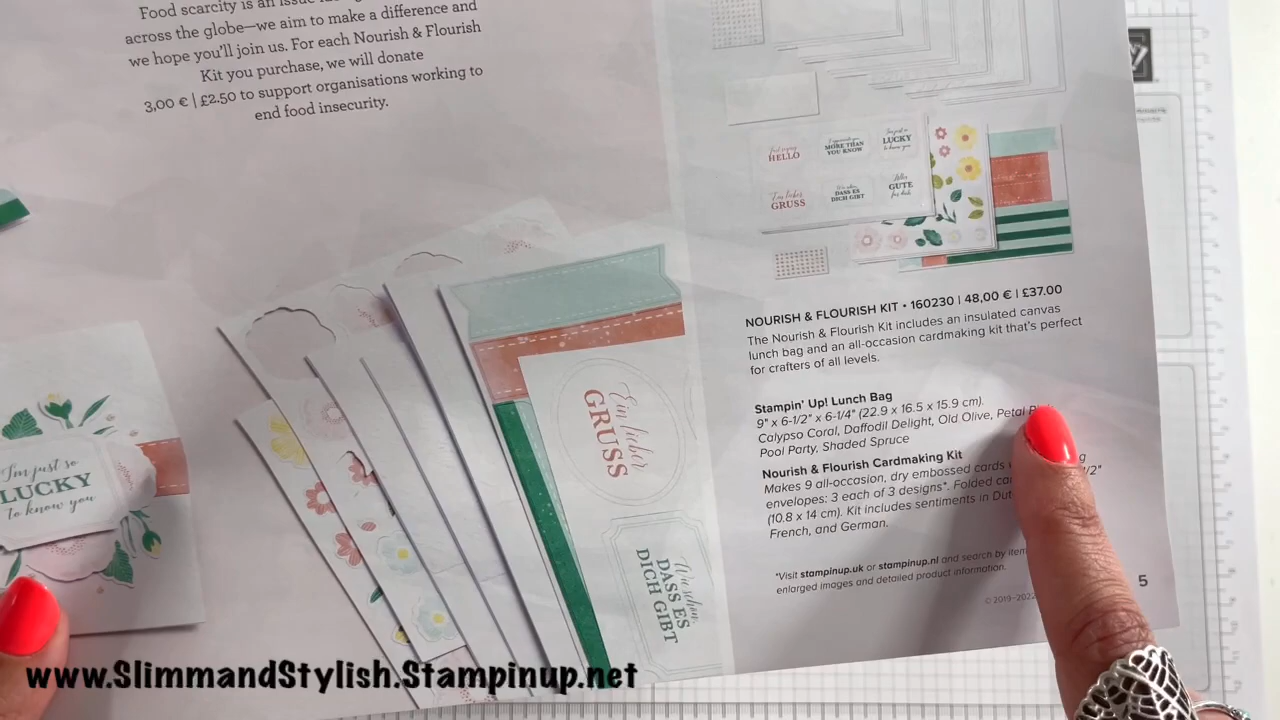 Food scarcity is an issue
across the globe—we aim to make a difference and
we hope you'll join us. For each Nourish & Flourish
Kit you purchase, we will donate
3,00 € | £2.50 to support organisations working to
end food insecurity.
Just saying
HELLO
I appreciate you
MORE THAN
YOU KNOW
I'm just so
LUCKY
to know you
Ein lieber
GRUSS
Wie schön,
DASS ES
DICH GIBT
Alles
GUTE
für dich
NOURISH & FLOURISH KIT • 160230 | 48,00 € | £37.00
The Nourish & Flourish Kit includes an insulated canvas
lunch bag and an all-occasion cardmaking kit that's perfect
for crafters of all levels.
Stampin' Up! Lunch Bag
9" x 6-1/2" x 6-1/4" (22.9 x 16.5 x 15.9 cm).
Calypso Coral, Daffodil Delight, Old Olive, Petal
Pool Party, Shaded Spruce
Nourish & Flourish Cardmaking Kit
Makes 9 all-occasion, dry embossed cards
envelopes: 3 each of 3 designs*. Folded
(10.8 x 14 cm). Kit includes sentiments in
French, and German.
*Visit stampinup.uk or stampinup.nl and search by item
enlarged images and detailed product information.
© 2019–2022
5
Ein lieber
GRUSS
Wie schön,
DASS ES
DICH GIBT
I'm just so
LUCKY
to know you
www.SlimmandStylish.Stampinup.net